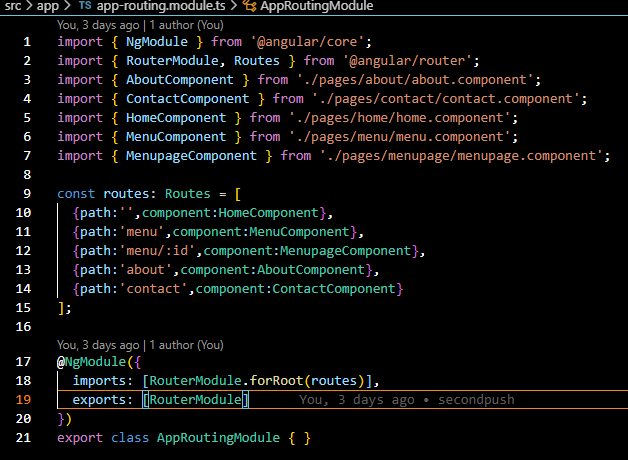 src > app > TS app-routing.module.ts > AppRoutingModule
You, 3 days ago | 1 author (You)
1 import { NgModule } from '@angular/core';
2 import { RouterModule, Routes } from '@angular/router';
3 import { AboutComponent } from './pages/about/about.component';
4 import { ContactComponent } from './pages/contact/contact.component';
5 import { HomeComponent } from './pages/home/home.component';
6 import { MenuComponent } from './pages/menu/menu.component';
7 import { MenupageComponent } from './pages/menupage/menupage.component';
8
9 const routes: Routes = [
10 {path:'',component:HomeComponent},
11 {path:'menu',component:MenuComponent},
12 {path:'menu/:id',component:MenupageComponent},
13 {path:'about',component:AboutComponent},
14 {path:'contact',component:ContactComponent}
15 ];
16
You, 3 days ago | 1 author (You)
17 @NgModule({
18 imports: [RouterModule.forRoot(routes)],
19 exports: [RouterModule] You, 3 days ago • secondpush
20 })
21 export class AppRoutingModule { }